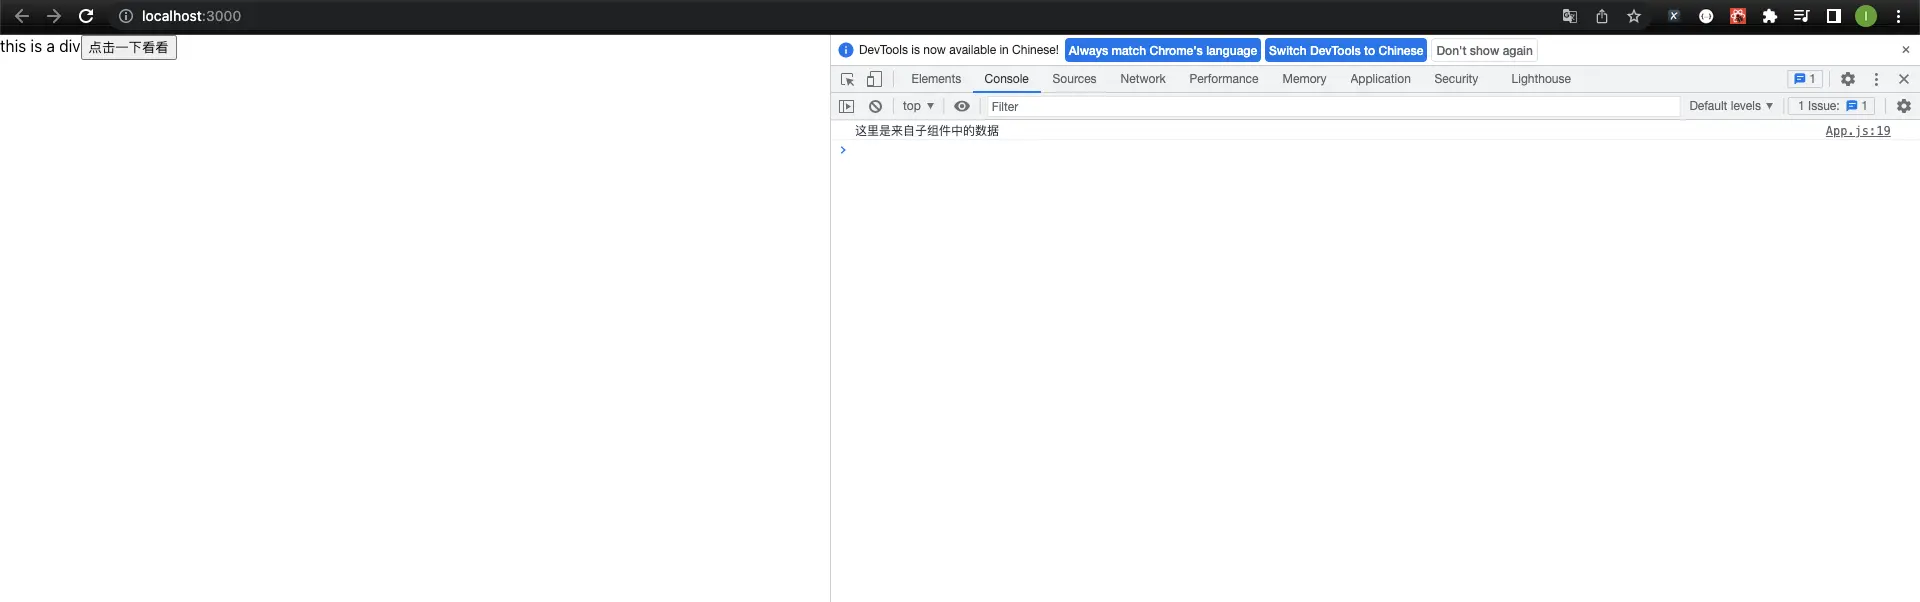 localhost:3000
this is a div 点击一下看看
DevTools is now available in Chinese! Always match Chrome's language Switch DevTools to Chinese Don't show again
Elements Console Sources Network Performance Memory Application Security Lighthouse 1
top Filter Default levels 1 Issue: 1
这里是来自子组件中的数据 App.js:19